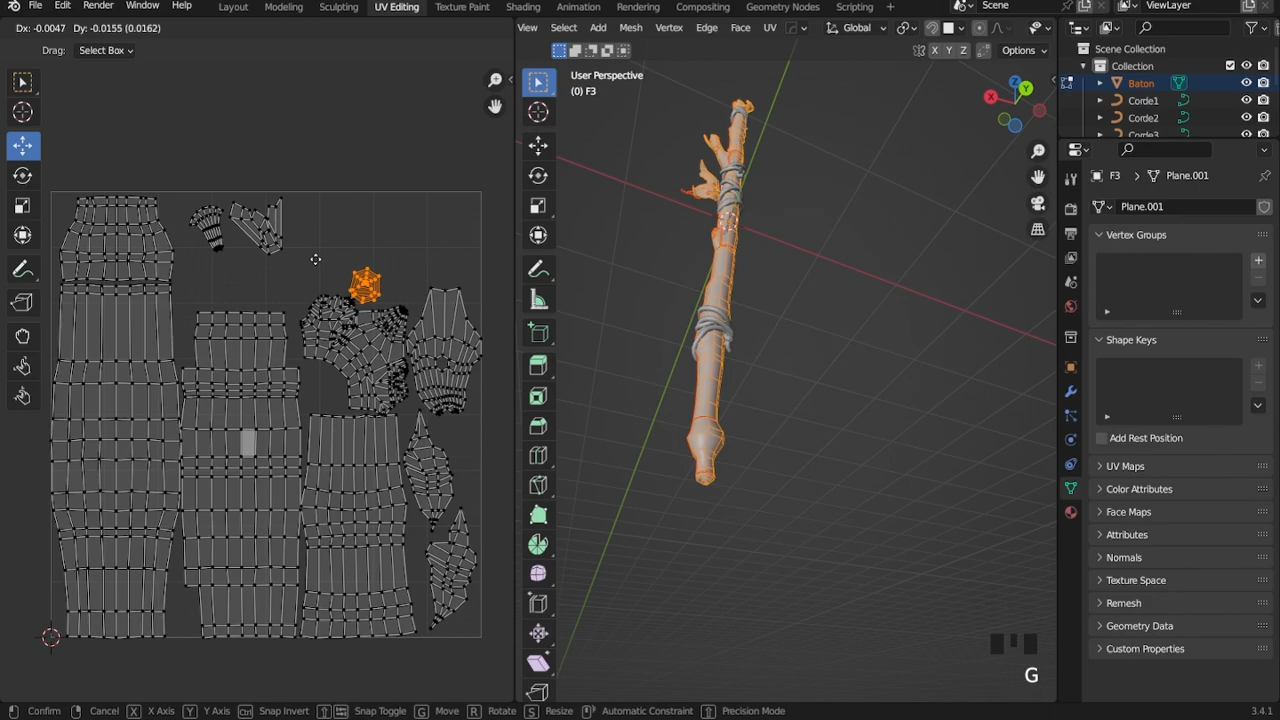 File Edit Render Window Help Layout Modeling Sculpting UV Editing Texture Paint Shading Animation Rendering Compositing Geometry Nodes Scripting + Scene ViewLayer
Dx: -0.0047 Dy: -0.0155 (0.0162)
View Select Add Mesh Vertex Edge Face UV Global
Drag: Select Box
X Y Z Options
User Perspective
(0) F3
X
Y
Z
Scene Collection
Collection
Baton
Corde1
Corde2
Corde3
F3 > Plane.001
Plane.001
Vertex Groups
Shape Keys
Add Rest Position
UV Maps
Color Attributes
Face Maps
Attributes
Normals
Texture Space
Remesh
Geometry Data
Custom Properties
G
Confirm Cancel X X Axis Y Y Axis Ctrl Snap Invert Snap Toggle G Move R Rotate S Resize Automatic Constraint Precision Mode 3.4.1